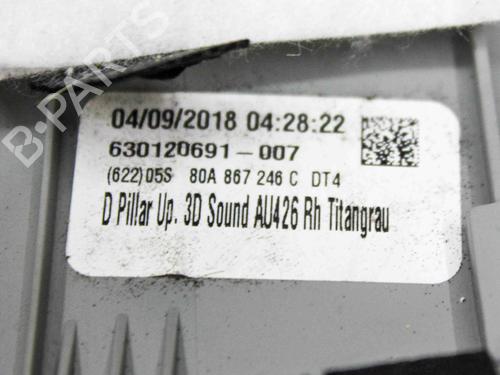 04/09/2018 04:28:22
630120691-007
(622)05S 80A 867 246 C DT4
D Pillar Up. 3D Sound AU426 Rh Titangrau
B-PARTS